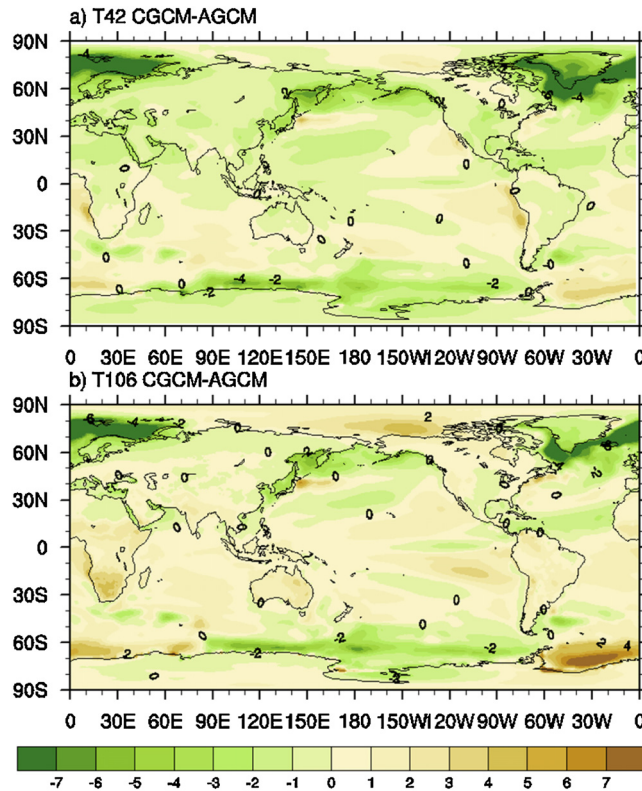 a) T42 CGCM-AGCM
90N
60N
30N
0
30S
60S
90S
0 30E 60E 90E 120E 150E 180 150W 120W 90W 60W 30W 0
b) T106 CGCM-AGCM
90N
60N
30N
0
30S
60S
90S
0 30E 60E 90E 120E 150E 180 150W 120W 90W 60W 30W 0
-7 -6 -5 -4 -3 -2 -1 0 1 2 3 4 5 6 7